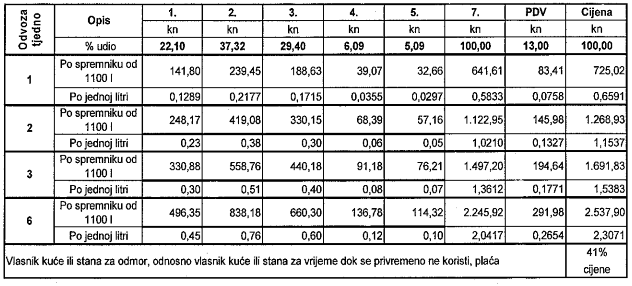 Odvoza tjedno Opis 1. 2. 3. 4. 5. 7. PDV Cijena
kn kn kn kn kn kn kn kn
% udio 22,10 37,32 29,40 6,09 5,09 100,00 13,00 100,00
1 Po spremniku od 1100 l 141,80 239,45 188,63 39,07 32,66 641,61 83,41 725,02
Po jednoj litri 0,1289 0,2177 0,1715 0,0355 0,0297 0,5833 0,0758 0,6591
2 Po spremniku od 1100 l 248,17 419,08 330,15 68,39 57,16 1.122,95 145,98 1.268,93
Po jednoj litri 0,23 0,38 0,30 0,06 0,05 1,0210 0,1327 1,1537
3 Po spremniku od 1100 l 330,88 558,76 440,18 91,18 76,21 1.497,20 194,64 1.691,83
Po jednoj litri 0,30 0,51 0,40 0,08 0,07 1,3612 0,1771 1,5383
6 Po spremniku od 1100 l 496,35 838,18 660,30 136,78 114,32 2.245,92 291,98 2.537,90
Po jednoj litri 0,45 0,76 0,60 0,12 0,10 2,0417 0,2654 2,3071
Vlasnik kuće ili stana za odmor, odnosno vlasnik kuće ili stana za vrijeme dok se privremeno ne koristi, plaća 41% cijene